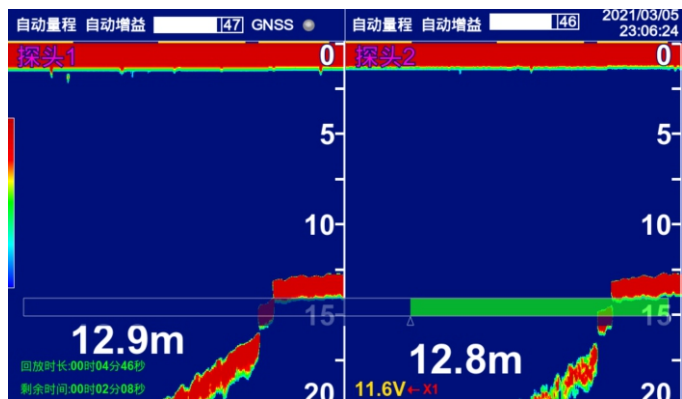 自动量程 自动增益 47 GNSS
探头1
0
5
10
15
20
12.9m
回放时长:00时04分46秒
剩余时间:00时02分08秒
自动量程 自动增益 46 2021/03/05
23:06:24
探头2
0
5
10
15
20
12.8m
11.6V ←X1